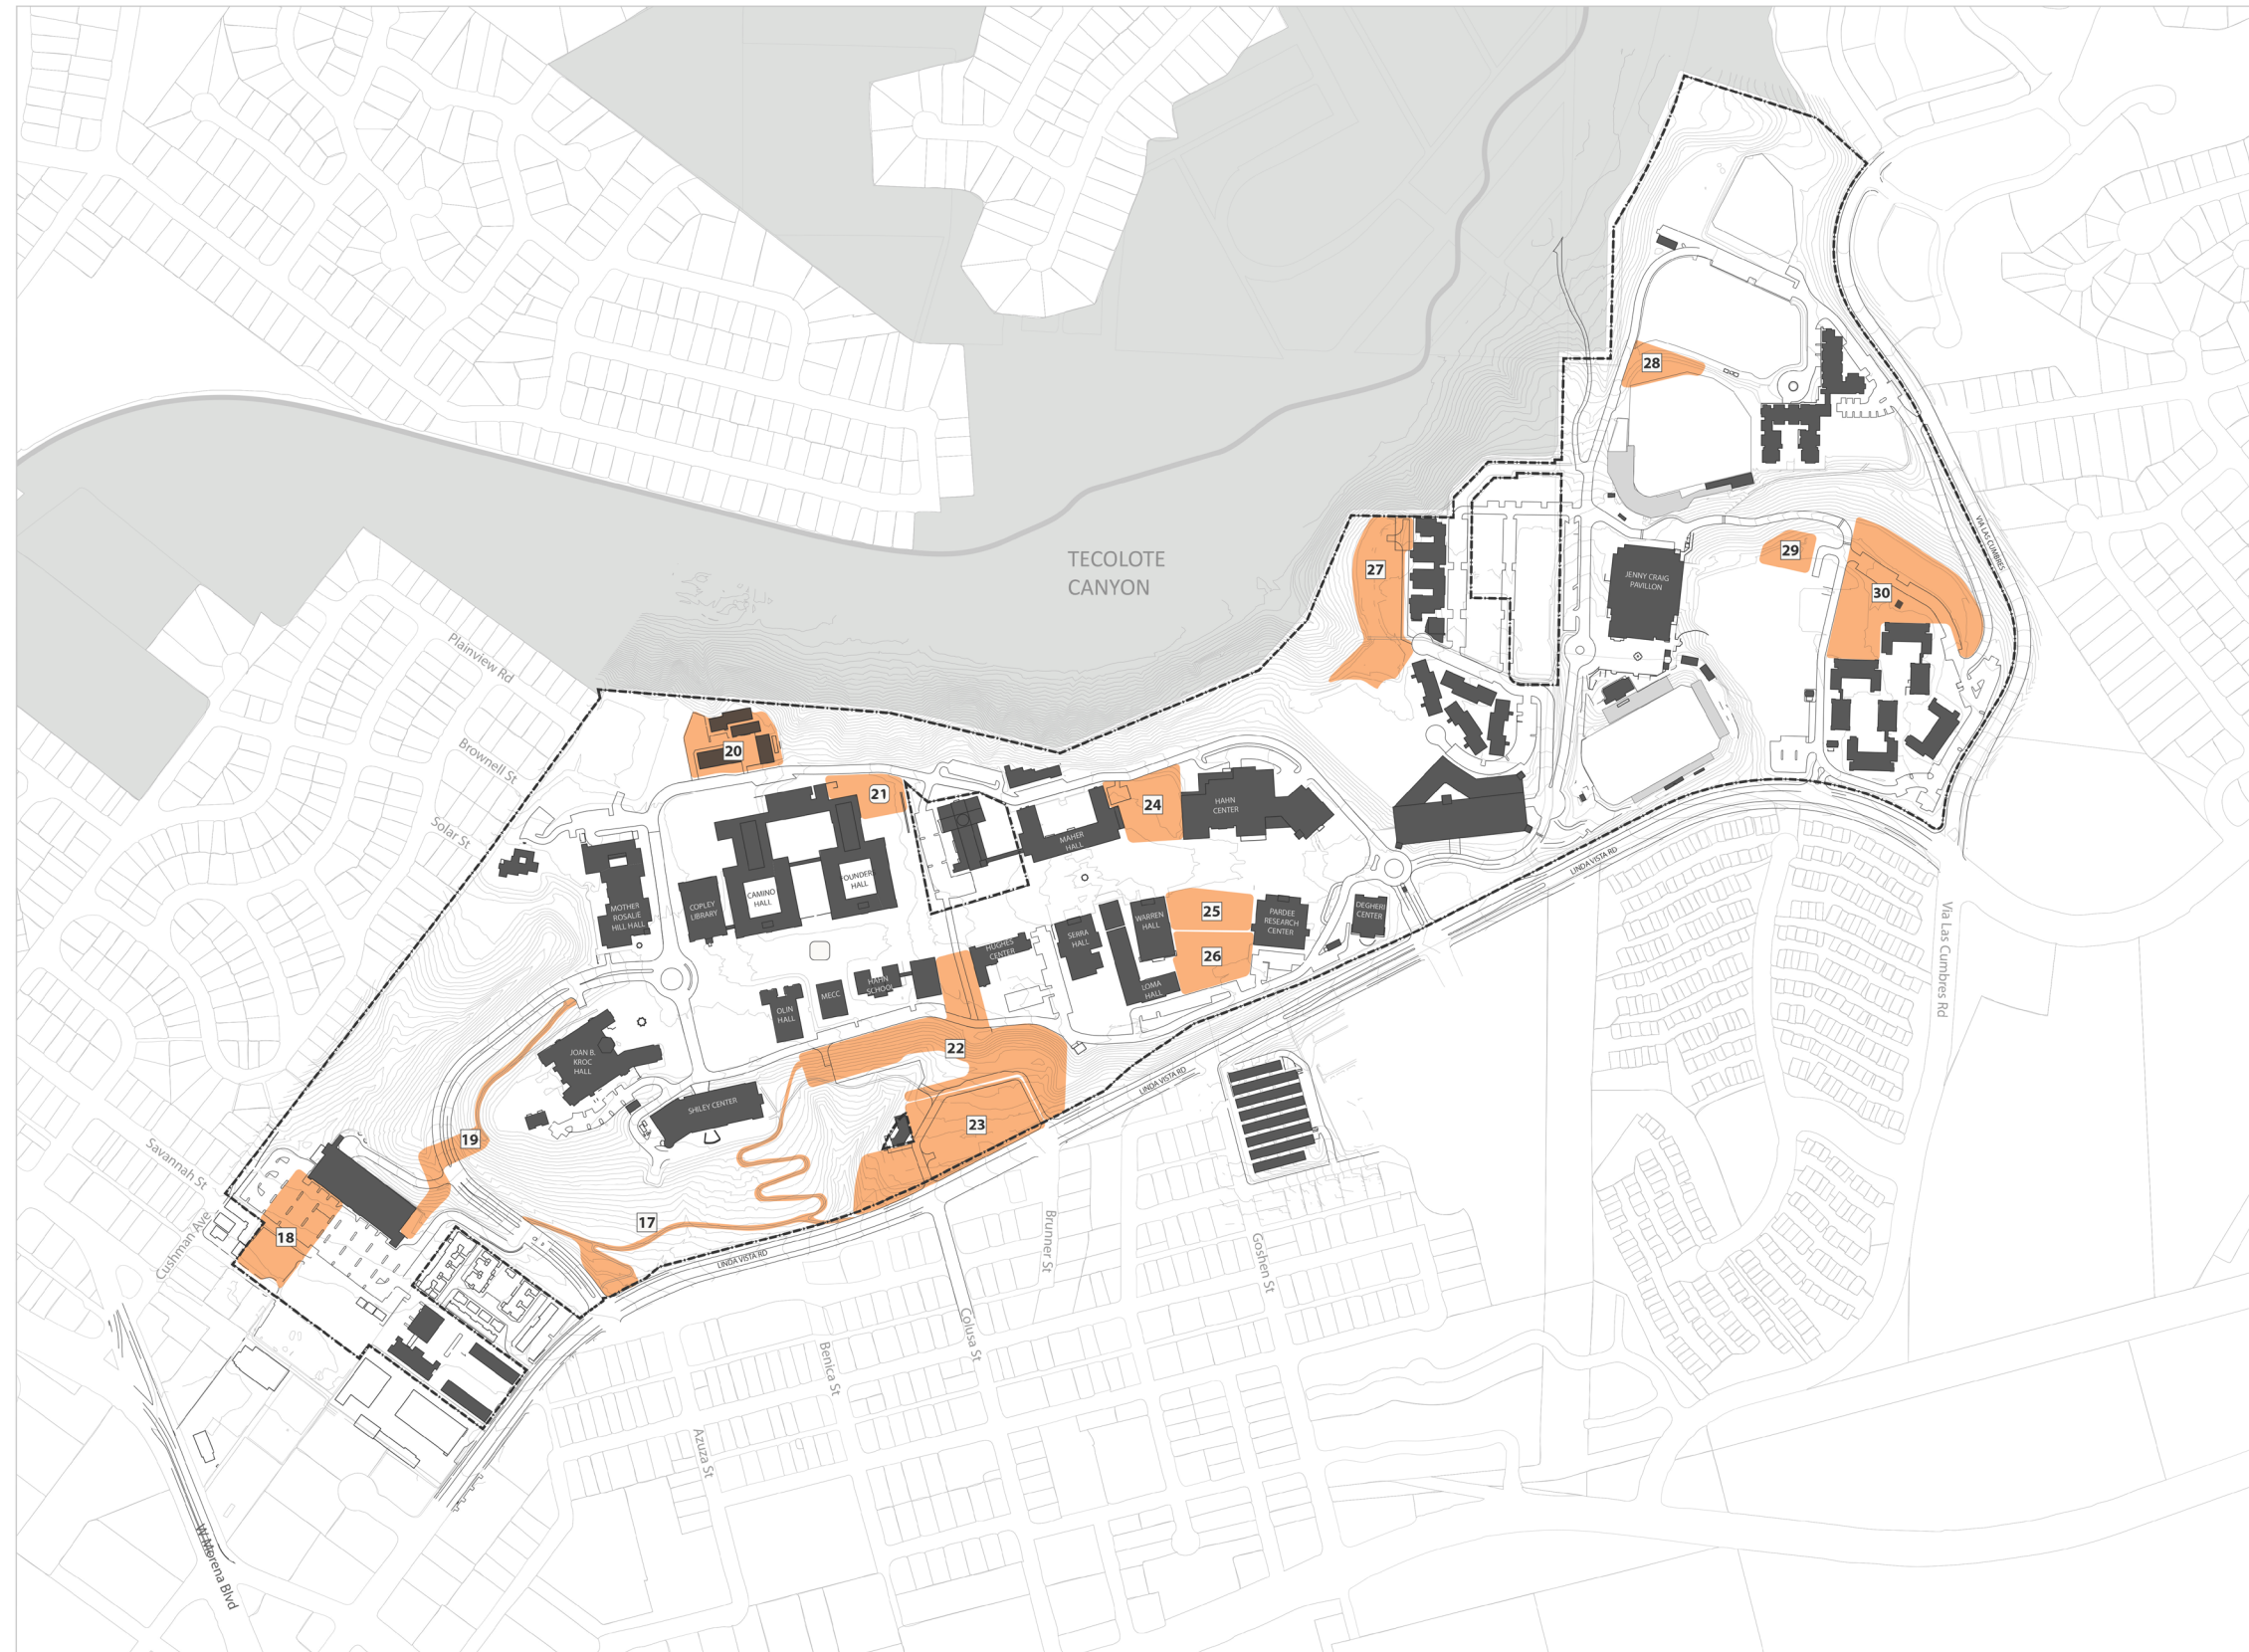 28
VIA LAS CUMBRES
TECOLOTE
CANYON
27
29
JENNY CRAIG
PAVILLON
30
Plainview Rd
Brownell St
Solar St
20
21
24
HAHN
CENTER
MAHER
HALL
LINDA VISTA RD
CAMINO
HALL
OUNDER
HALL
COPLEY
LIBRARY
MOTHER
ROSALIE
HILL HALL
25
WARREN
HALL
PARDEE
RESEARCH
CENTER
DEGHERI
CENTER
SERRA
HALL
HUGHES
CENTER
26
LOMA
HALL
HAHN
SCHOOL
MECC
OLIN
HALL
Via Las Cumbres Rd
22
JOAN B.
KROC
HALL
LINDA VISTA RD
SHILEY CENTER
23
19
Savannah St
Cushman Ave
18
17
LINDA VISTA RD
Brunner St
Goshen St
Colusa St
Benica St
Azuza St
W Morena Blvd